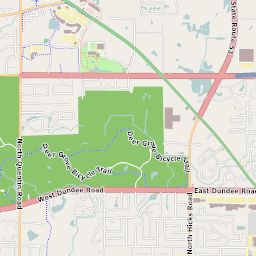 State Route 53
Deer Grove Bicycle Trail
Deer Grove Bicycle Trail
North Quentin Road
West Dundee Road
East Dundee Road
North Hicks Road